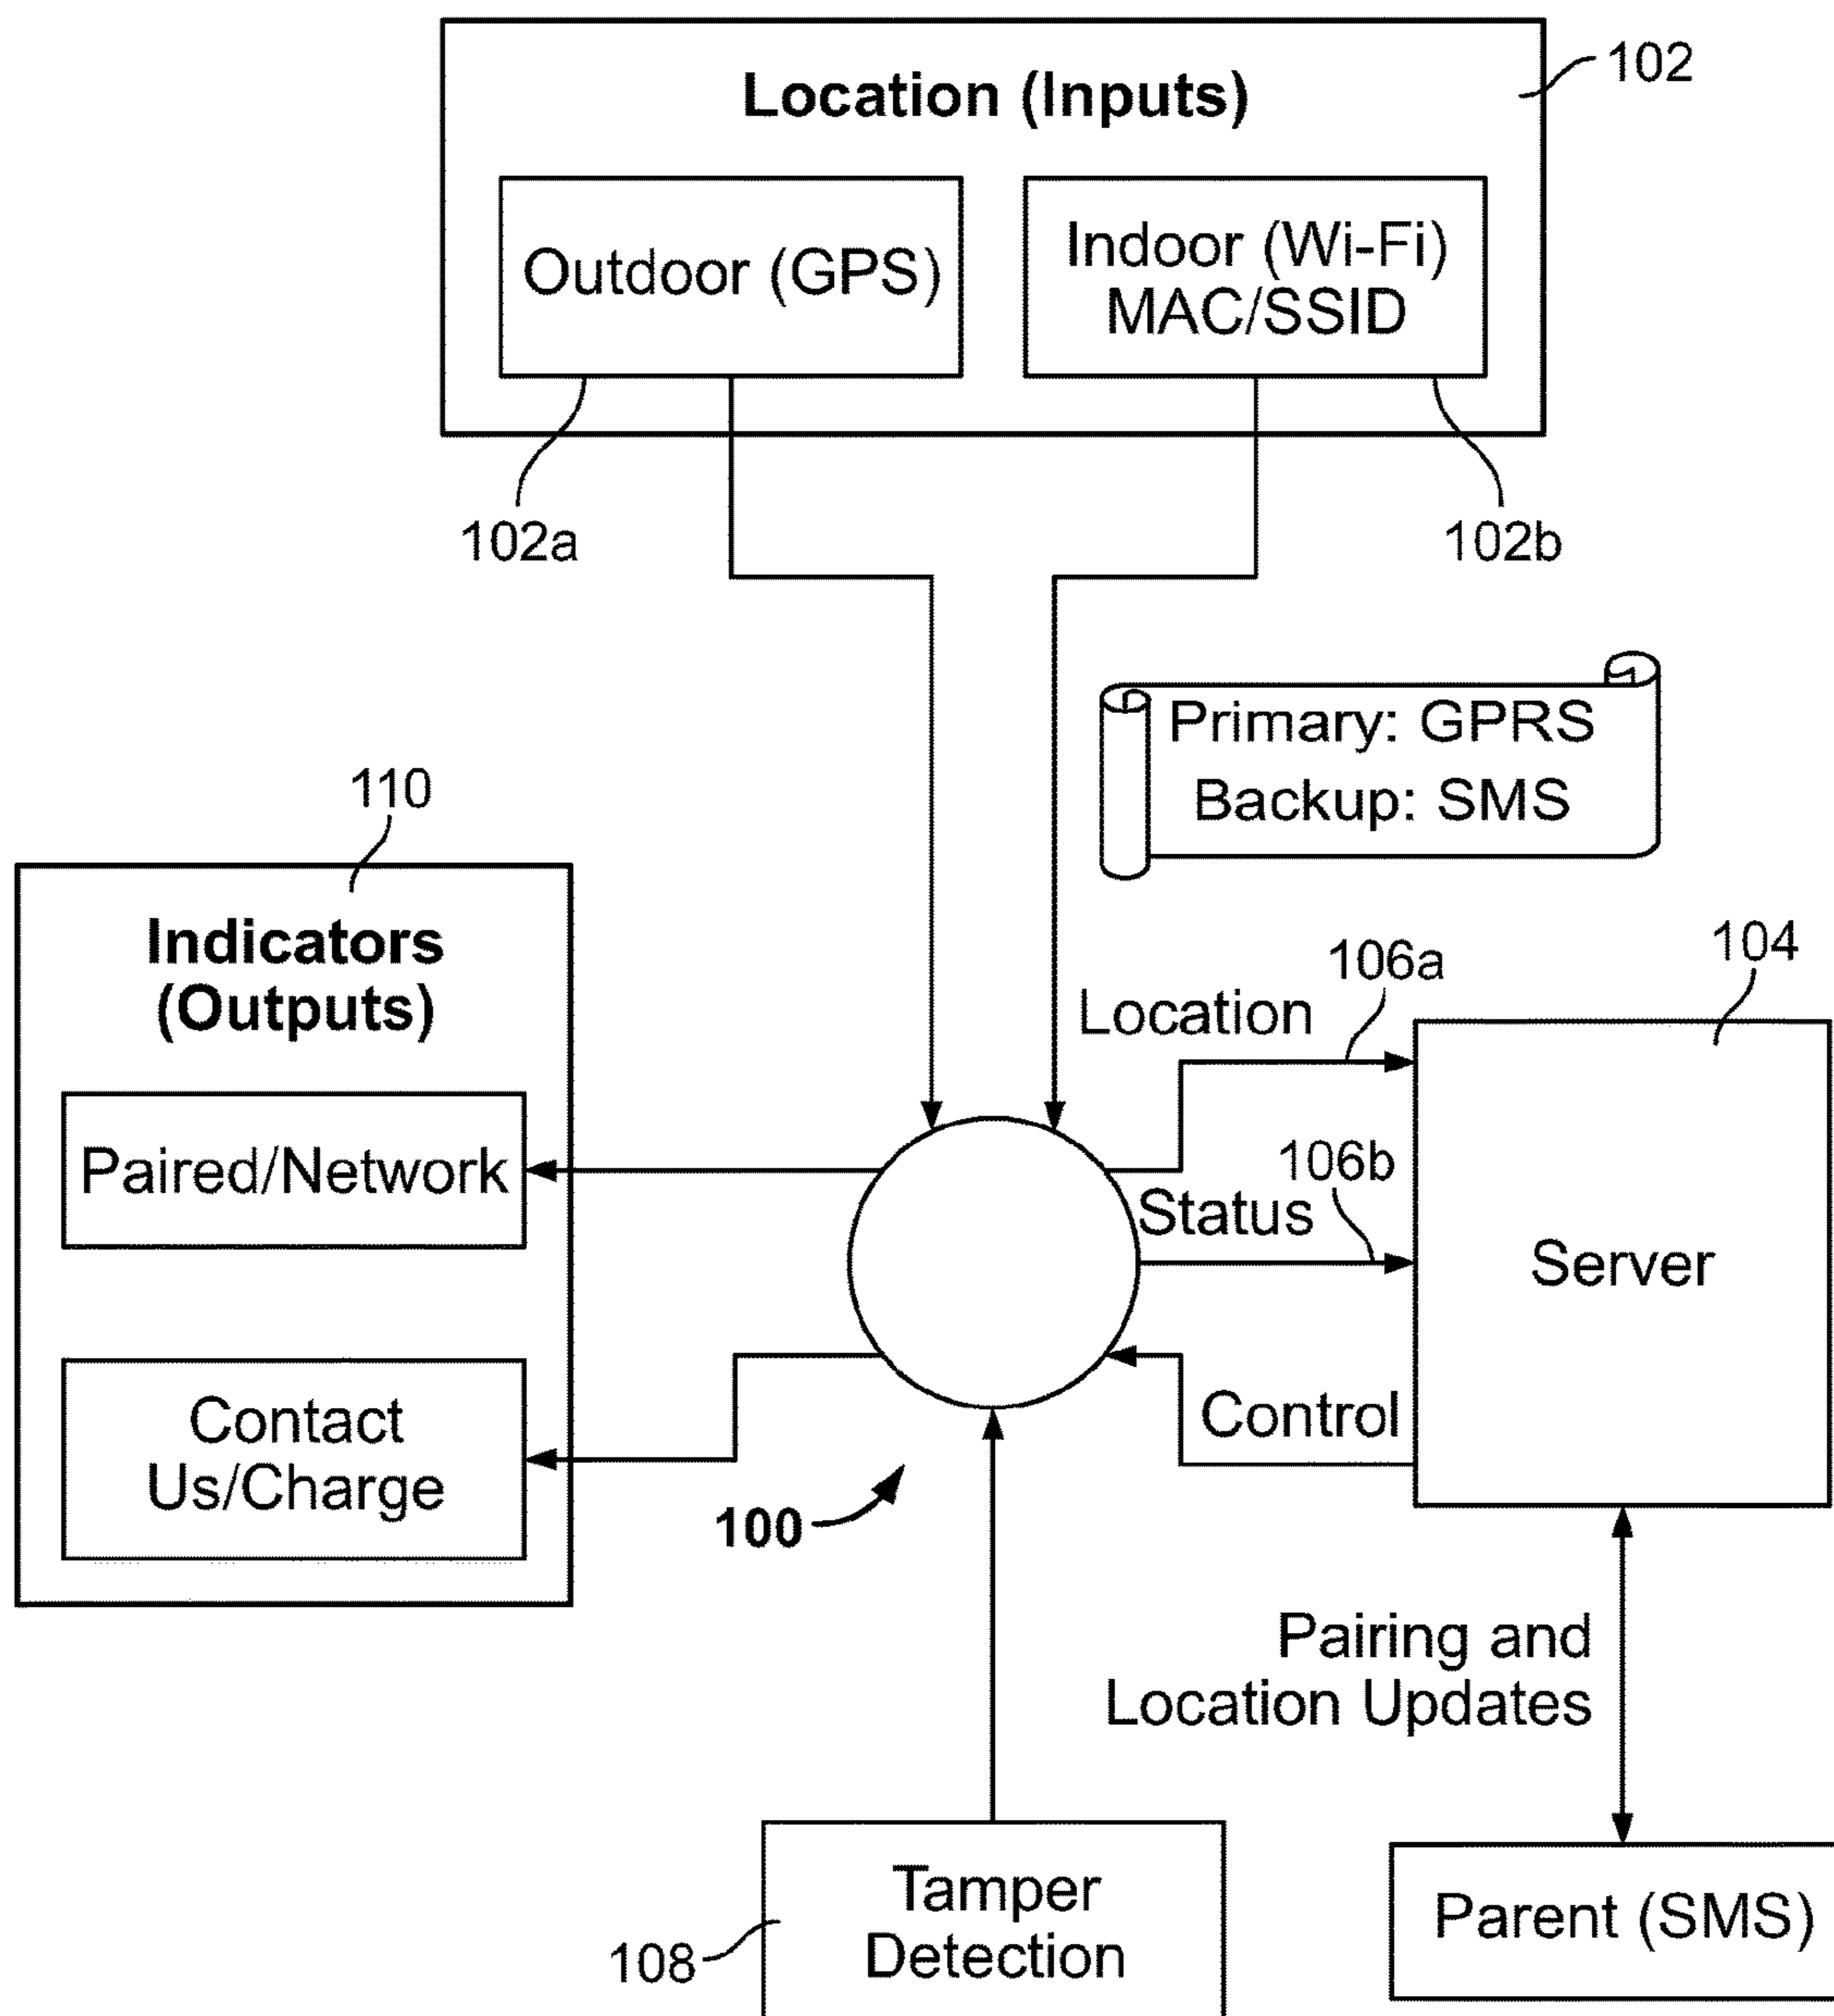 102
Location (Inputs)
Outdoor (GPS)
Indoor (Wi-Fi)
MAC/SSID
102a
102b
Primary: GPRS
Backup: SMS
110
Indicators
(Outputs)
Paired/Network
Contact
Us/Charge
106a
104
Location
106b
Status
Server
Control
100
Pairing and
Location Updates
Tamper
Detection
108
Parent (SMS)